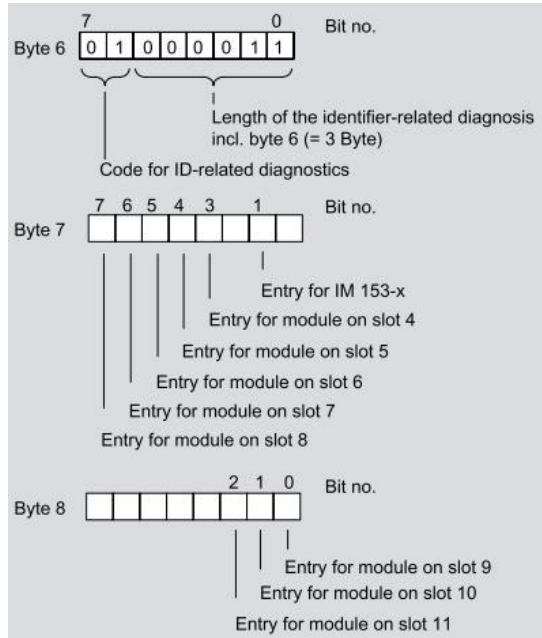 7 0 Bit no.
Byte 6 0 1 0 0 0 0 1 1
Length of the identifier-related diagnosis
incl. byte 6 (= 3 Byte)
Code for ID-related diagnostics
7 6 5 4 3 1 Bit no.
Byte 7
Entry for IM 153-x
Entry for module on slot 4
Entry for module on slot 5
Entry for module on slot 6
Entry for module on slot 7
Entry for module on slot 8
2 1 0 Bit no.
Byte 8
Entry for module on slot 9
Entry for module on slot 10
Entry for module on slot 11